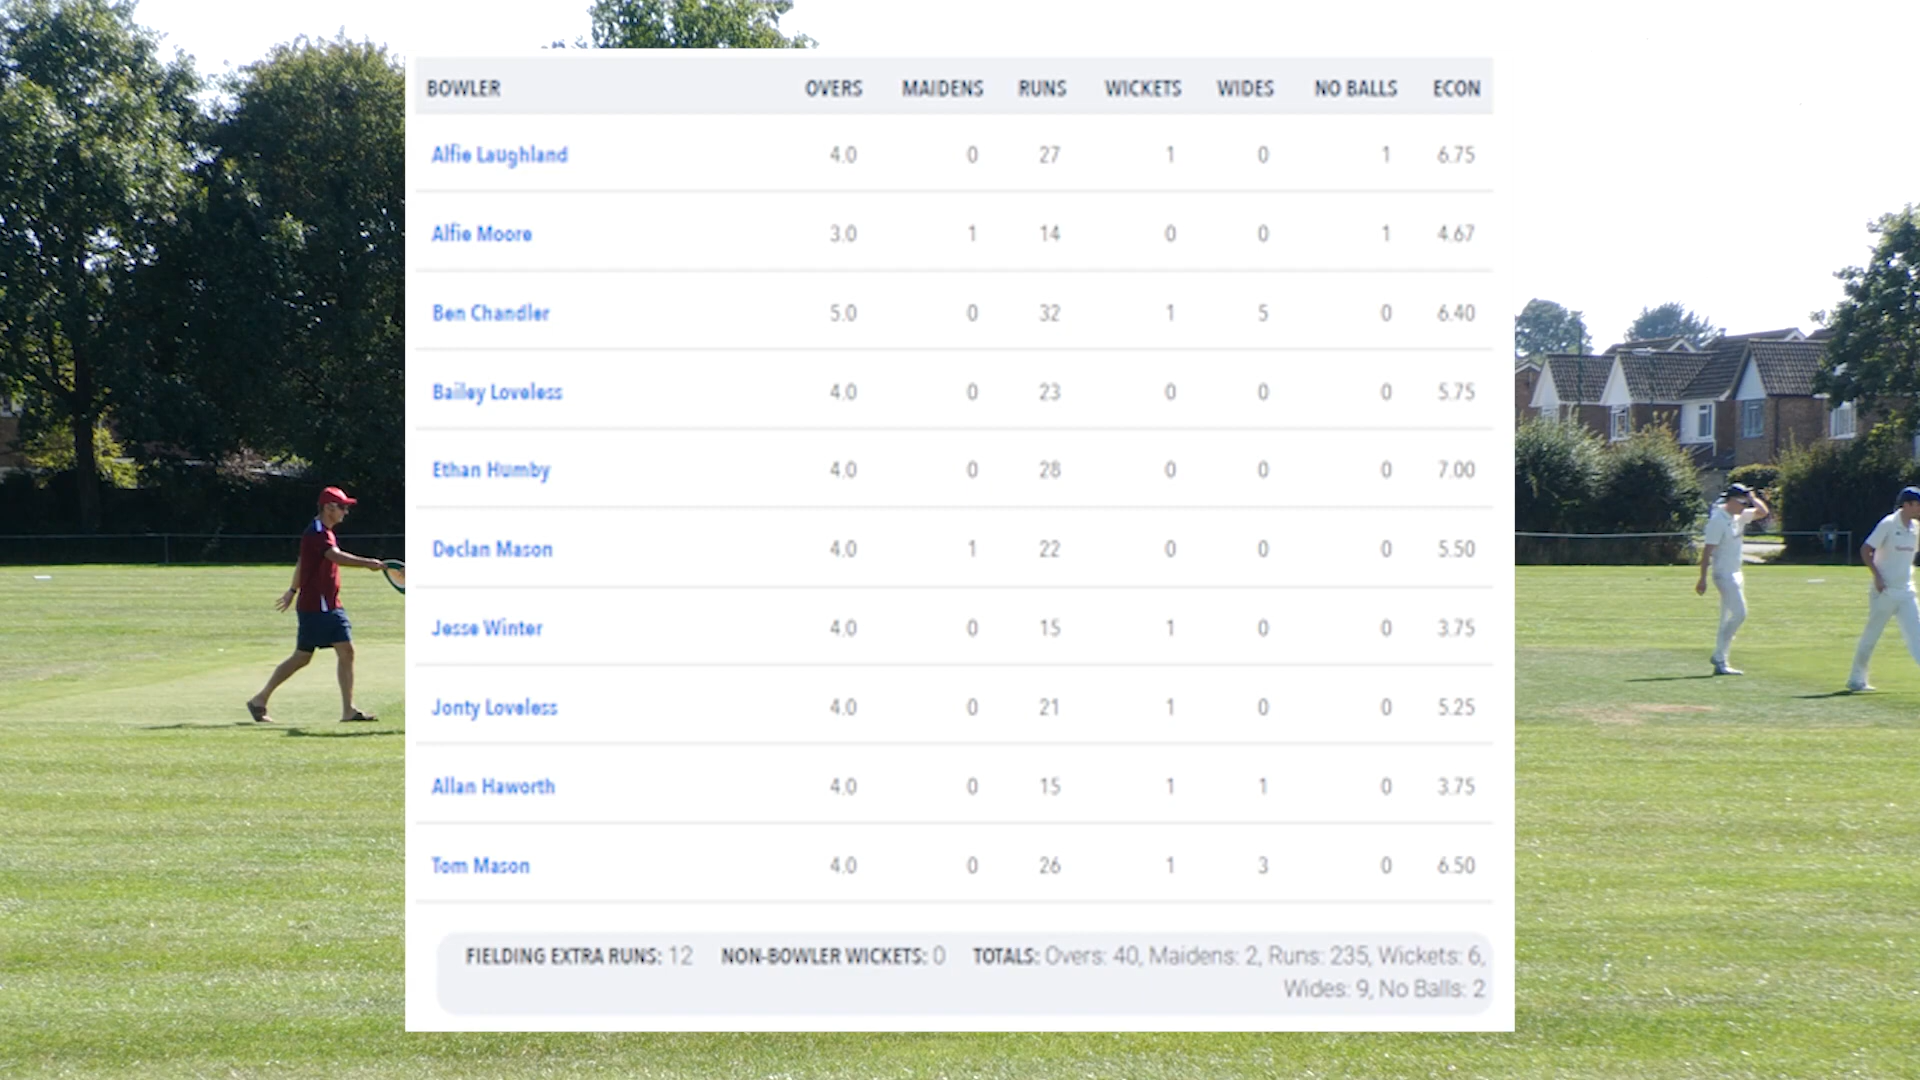 BOWLER OVERS MAIDENS RUNS WICKETS WIDES NO BALLS ECON
Alfie Laughland 4.0 0 27 1 0 1 6.75
Alfie Moore 3.0 1 14 0 0 1 4.67
Ben Chandler 5.0 0 32 1 5 0 6.40
Bailey Loveless 4.0 0 23 0 0 0 5.75
Ethan Humby 4.0 0 28 0 0 0 7.00
Declan Mason 4.0 1 22 0 0 0 5.50
Jesse Winter 4.0 0 15 1 0 0 3.75
Jonty Loveless 4.0 0 21 1 0 0 5.25
Allan Haworth 4.0 0 15 1 1 0 3.75
Tom Mason 4.0 0 26 1 3 0 6.50
FIELDING EXTRA RUNS: 12 NON-BOWLER WICKETS: 0 TOTALS: Overs: 40, Maidens: 2, Runs: 235, Wickets: 6,
Wides: 9, No Balls: 2